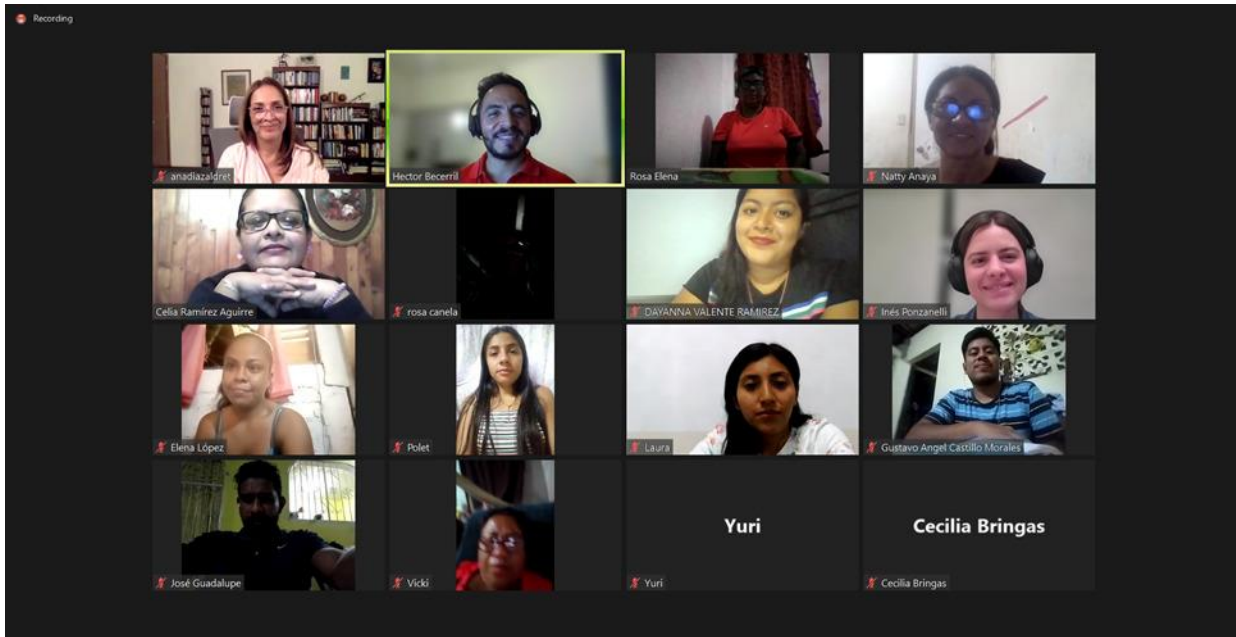 Recording
anadiazaldret
Hector Becerril
Rosa Elena
Natty Anaya
Celia Ramírez Aguirre
rosa canela
DAYANNA VALENTE RAMIREZ
Inés Ponzanelli
Elena López
Polet
Laura
Gustavo Angel Castillo Morales
José Guadalupe
Vicki
Yuri
Yuri
Cecilia Bringas
Cecilia Bringas